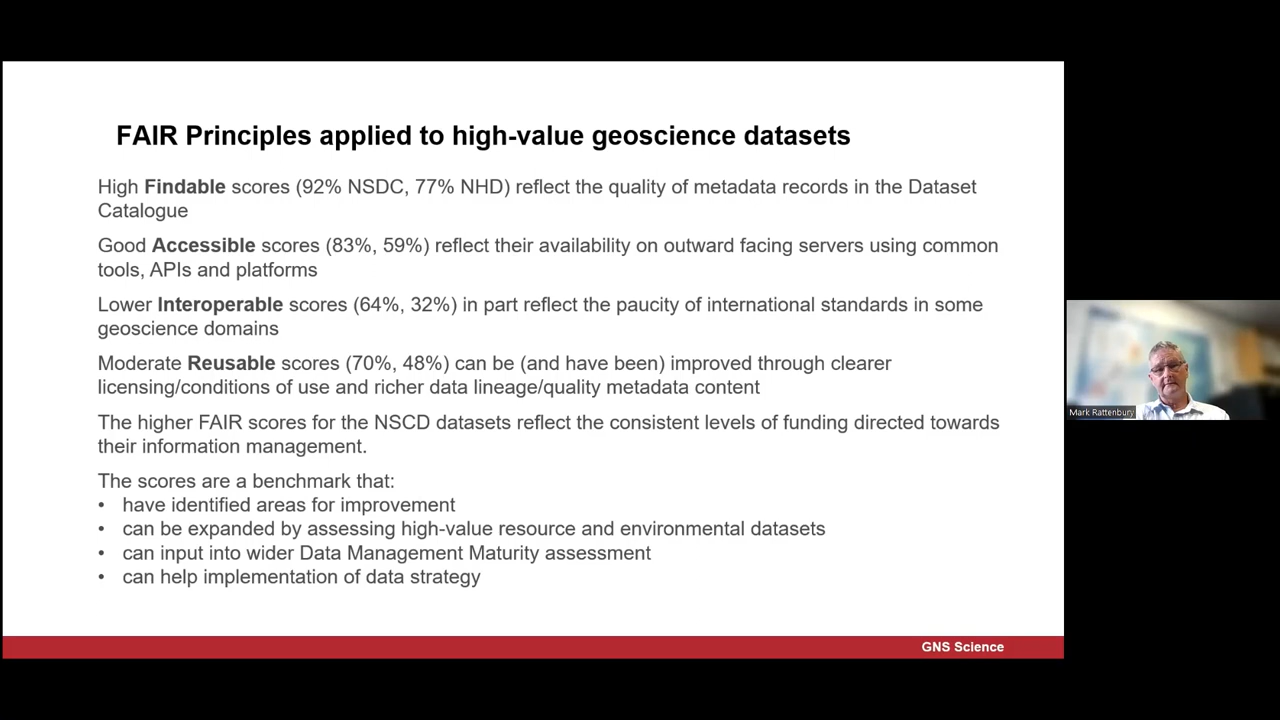 FAIR Principles applied to high-value geoscience datasets
High Findable scores (92% NSDC, 77% NHD) reflect the quality of metadata records in the Dataset
Catalogue
Good Accessible scores (83%, 59%) reflect their availability on outward facing servers using common
tools, APIs and platforms
Lower Interoperable scores (64%, 32%) in part reflect the paucity of international standards in some
geoscience domains
Moderate Reusable scores (70%, 48%) can be (and have been) improved through clearer
licensing/conditions of use and richer data lineage/quality metadata content
The higher FAIR scores for the NSCD datasets reflect the consistent levels of funding directed towards
their information management.
The scores are a benchmark that:
• have identified areas for improvement
• can be expanded by assessing high-value resource and environmental datasets
• can input into wider Data Management Maturity assessment
• can help implementation of data strategy
GNS Science
Mark Rattenbury